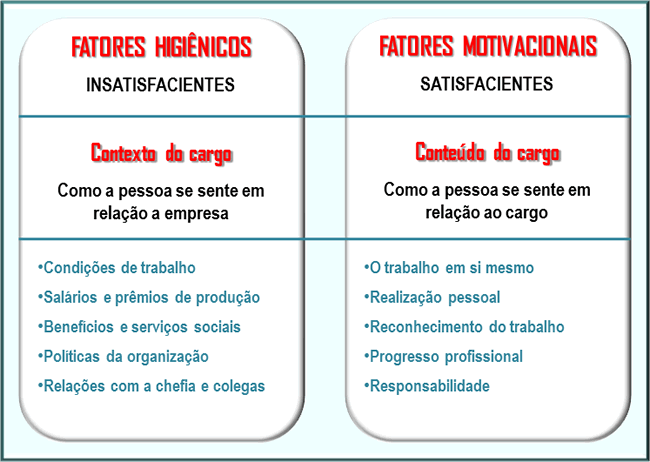 FATORES HIGIÊNICOS
INSATISFACIENTES
Contexto do cargo
Como a pessoa se sente em
relação a empresa
•Condições de trabalho
•Salários e prêmios de produção
•Benefícios e serviços sociais
•Políticas da organização
•Relações com a chefia e colegas
FATORES MOTIVACIONAIS
SATISFACIENTES
Conteúdo do cargo
Como a pessoa se sente em
relação ao cargo
•O trabalho em si mesmo
•Realização pessoal
•Reconhecimento do trabalho
•Progresso profissional
•Responsabilidade